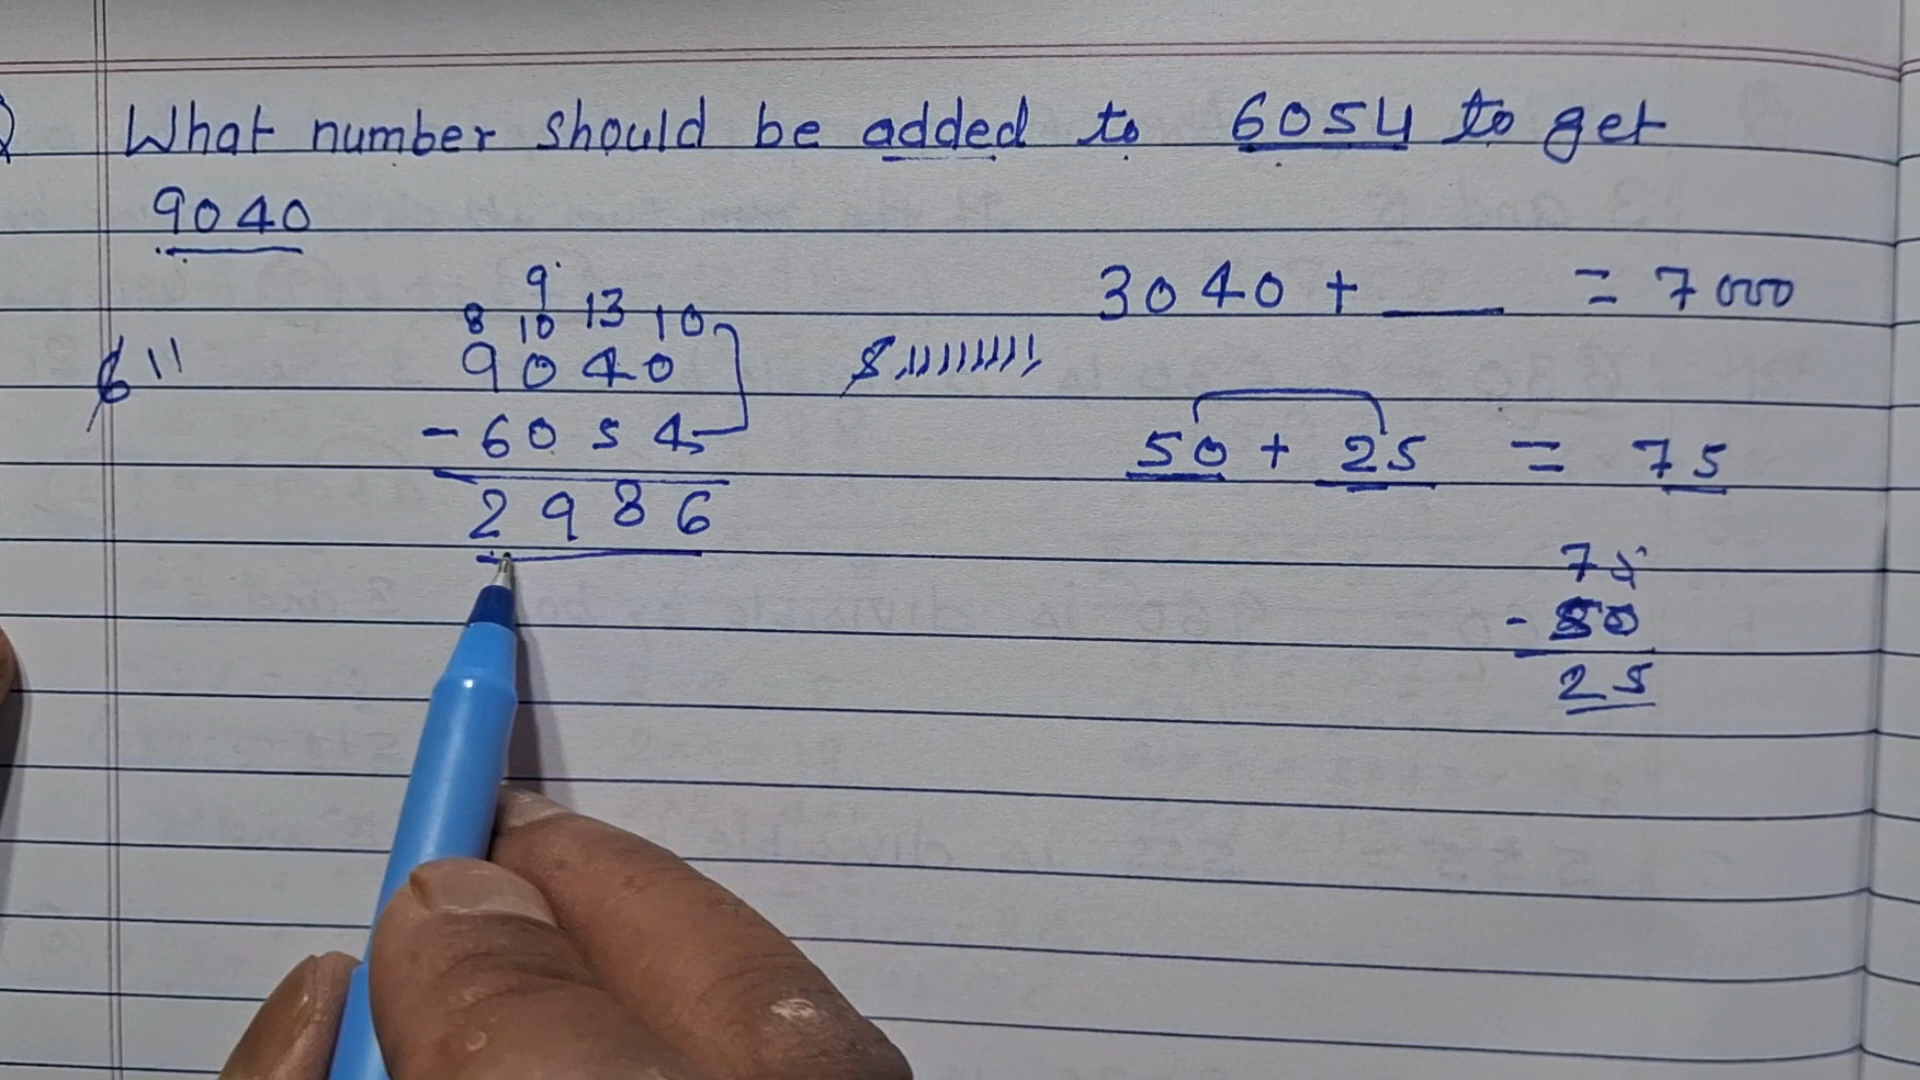 Q What number should be added to 6054 to get
9040
9
8 10 13 10
9040
- 6054
2986
6
8
3040 + ___ = 7000
50 + 25 = 75
75
- 50
25